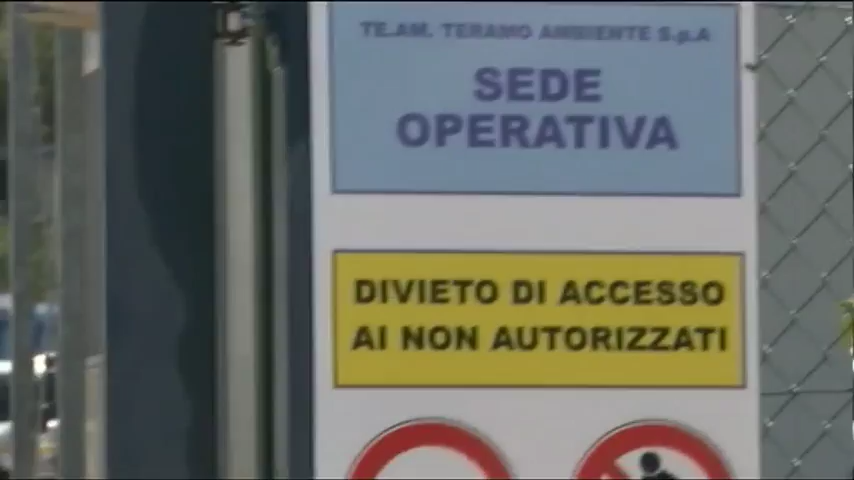 TE.AM. TERAMO AMBIENTE S.p.A
SEDE
OPERATIVA
DIVIETO DI ACCESSO
AI NON AUTORIZZATI